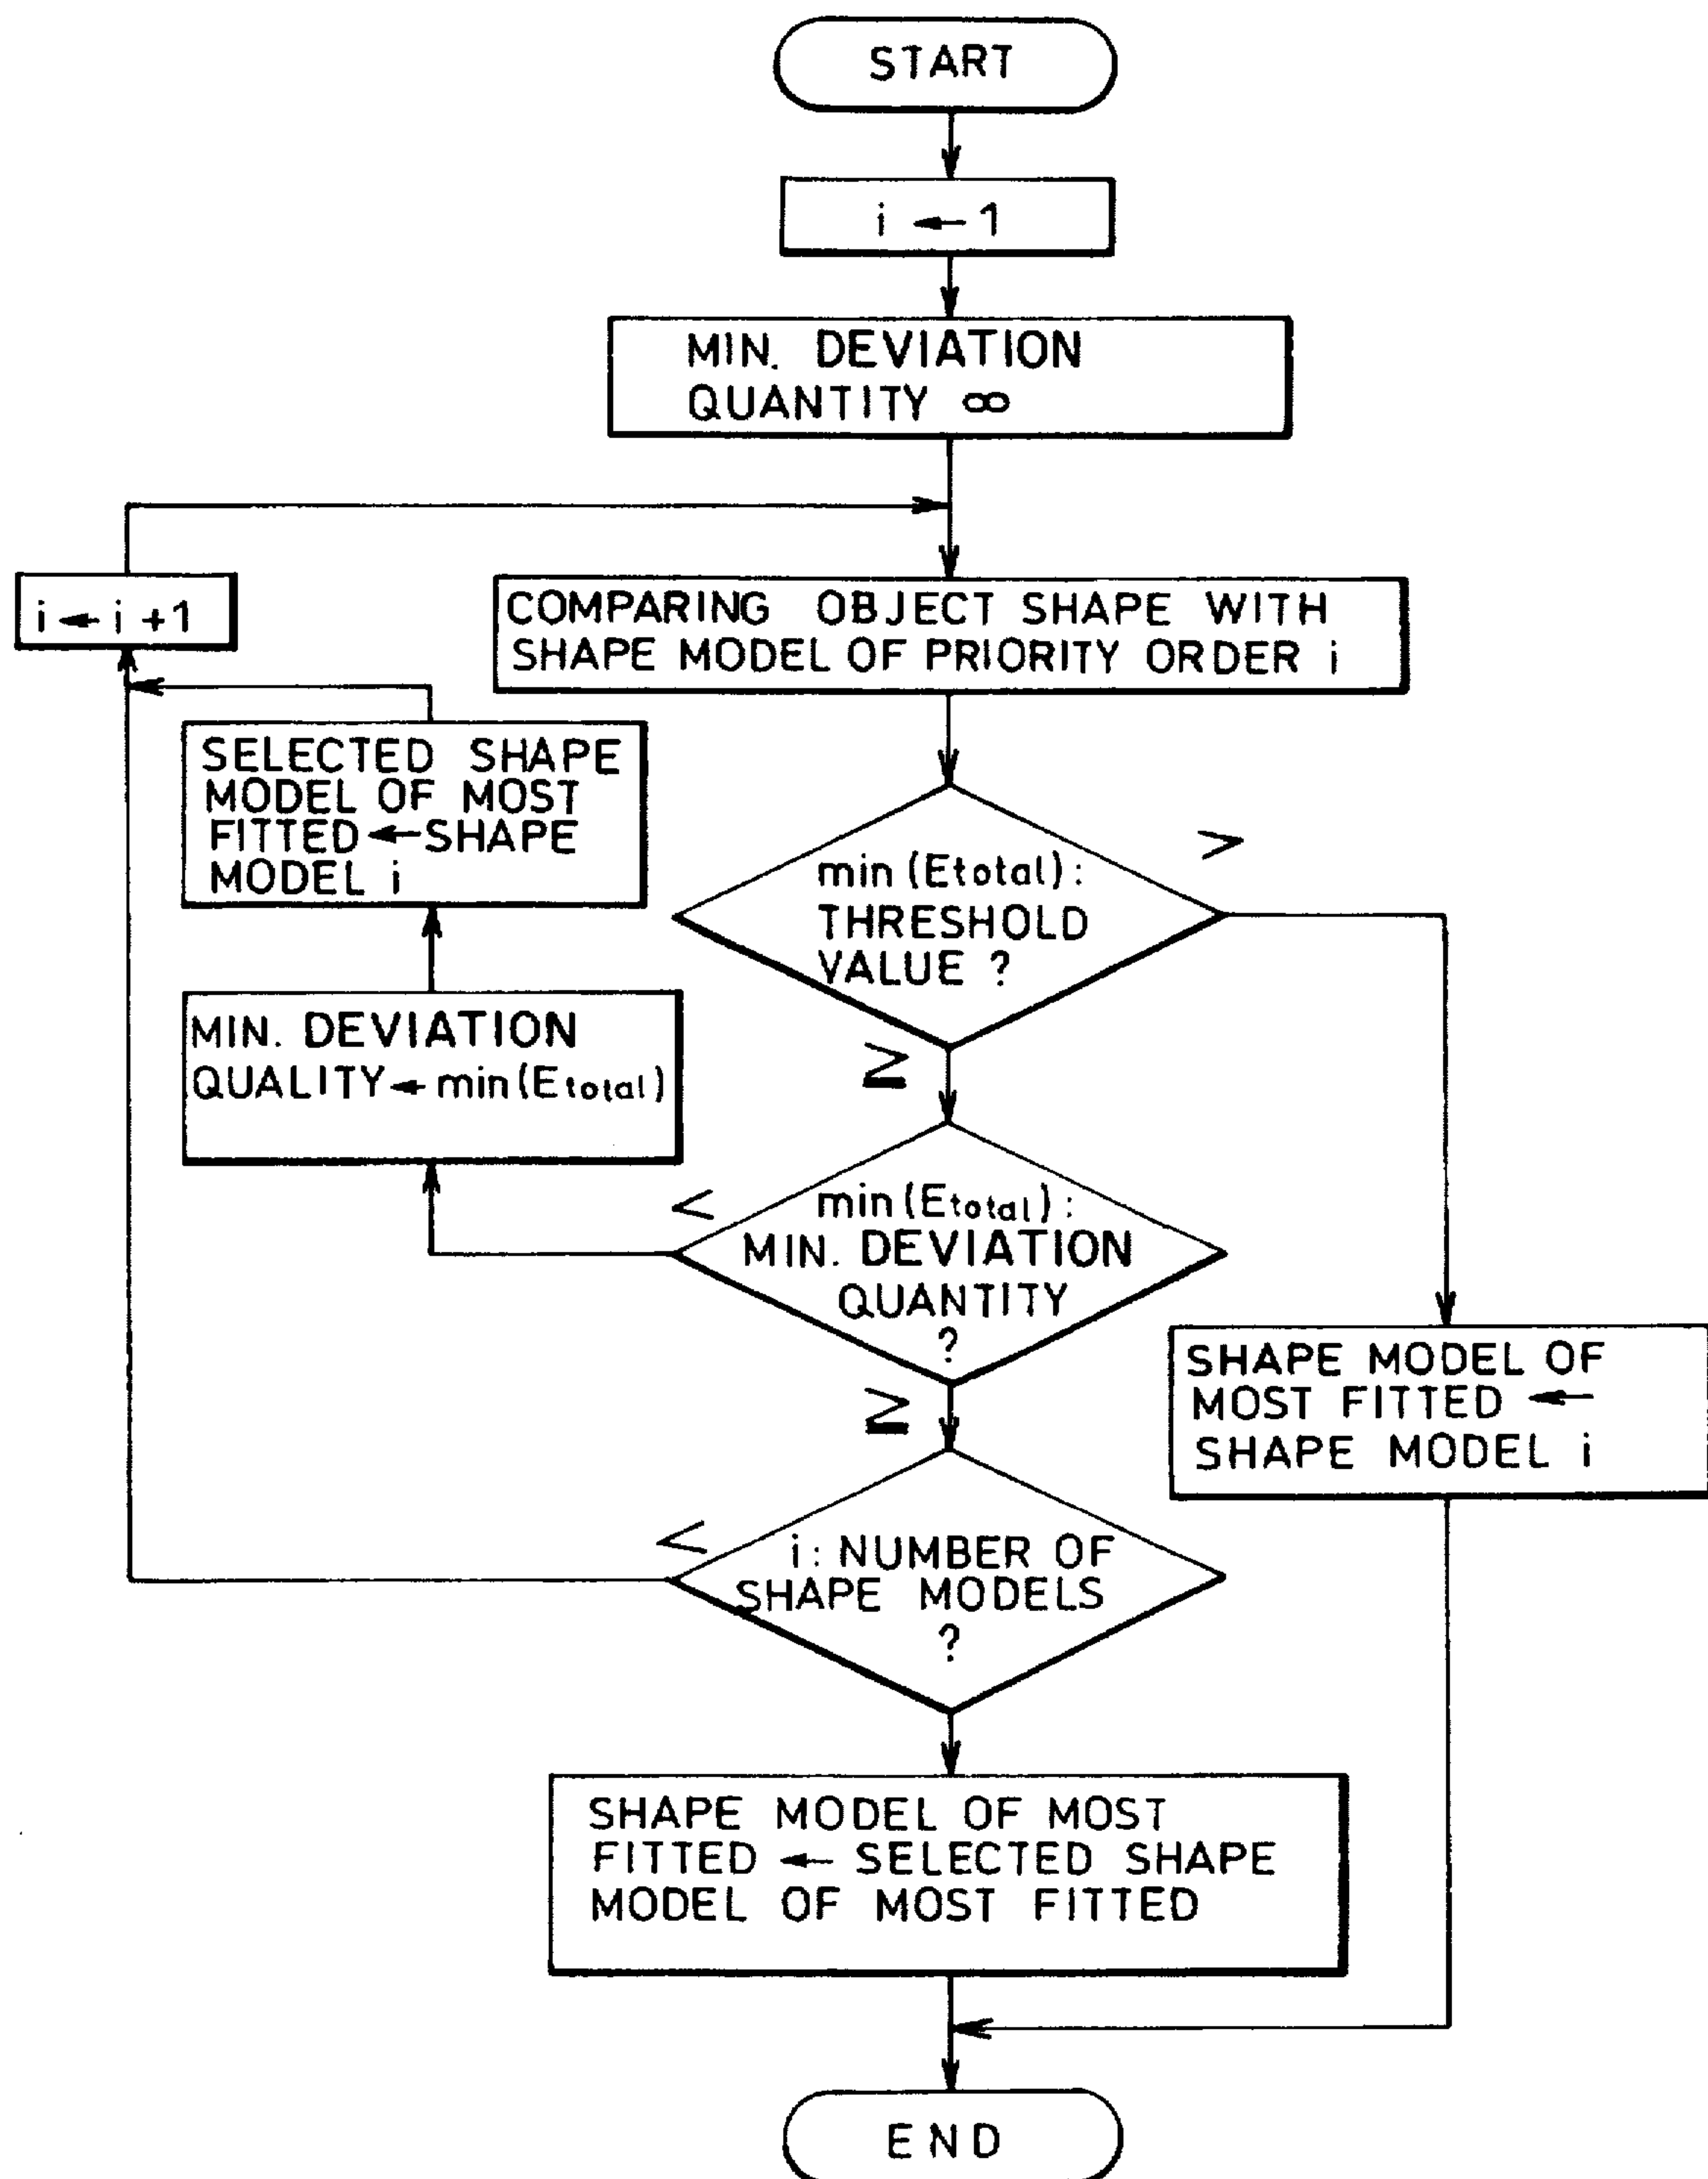 START
i ← 1
MIN. DEVIATION
QUANTITY ∞
i ← i +1
COMPARING OBJECT SHAPE WITH
SHAPE MODEL OF PRIORITY ORDER i
SELECTED SHAPE
MODEL OF MOST
FITTED ← SHAPE
MODEL i
min (Etotal) :
THRESHOLD
VALUE ?
>
≧
MIN. DEVIATION
QUALITY ← min(Etotal)
<
min (Etotal) :
MIN. DEVIATION
QUANTITY
?
≧
SHAPE MODEL OF
MOST FITTED ←
SHAPE MODEL i
<
i : NUMBER OF
SHAPE MODELS
?
SHAPE MODEL OF MOST
FITTED ← SELECTED SHAPE
MODEL OF MOST FITTED
END